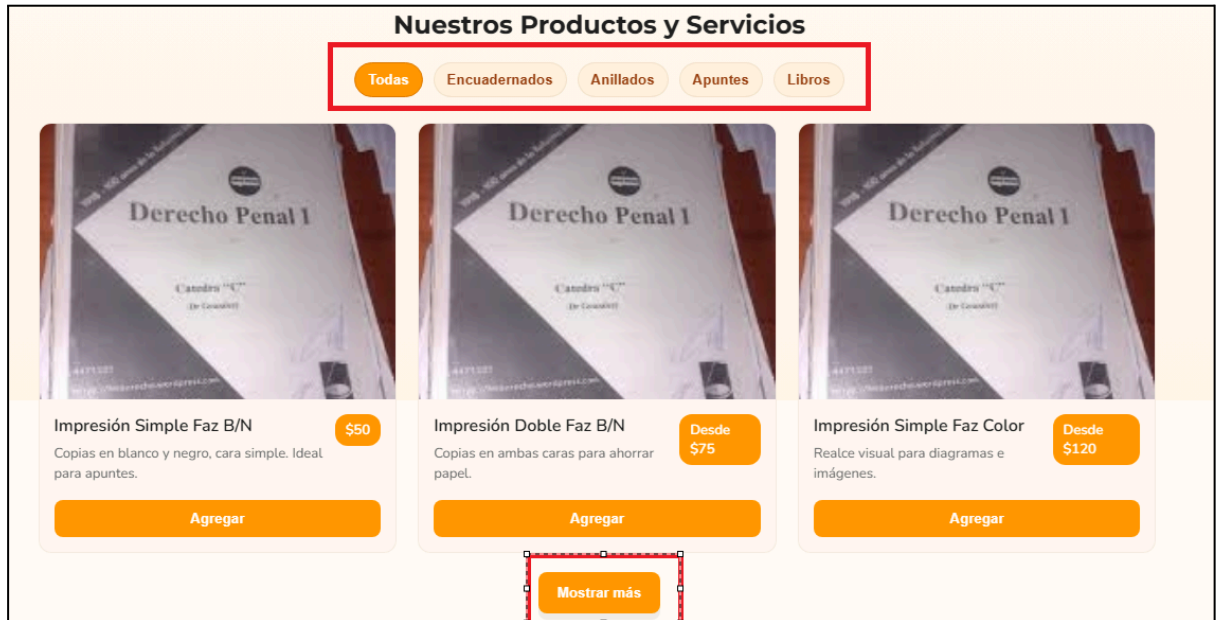 Nuestros Productos y Servicios
Todas
Encuadernados
Anillados
Apuntes
Libros
Derecho Penal 1
Catedra "C"
Derecho Penal 1
Catedra "C"
Derecho Penal 1
Catedra "C"
Impresión Simple Faz B/N
$50
Copias en blanco y negro, cara simple. Ideal
para apuntes.
Agregar
Impresión Doble Faz B/N
Desde
$75
Copias en ambas caras para ahorrar
papel.
Agregar
Impresión Simple Faz Color
Desde
$120
Realce visual para diagramas e
imágenes.
Agregar
Mostrar más